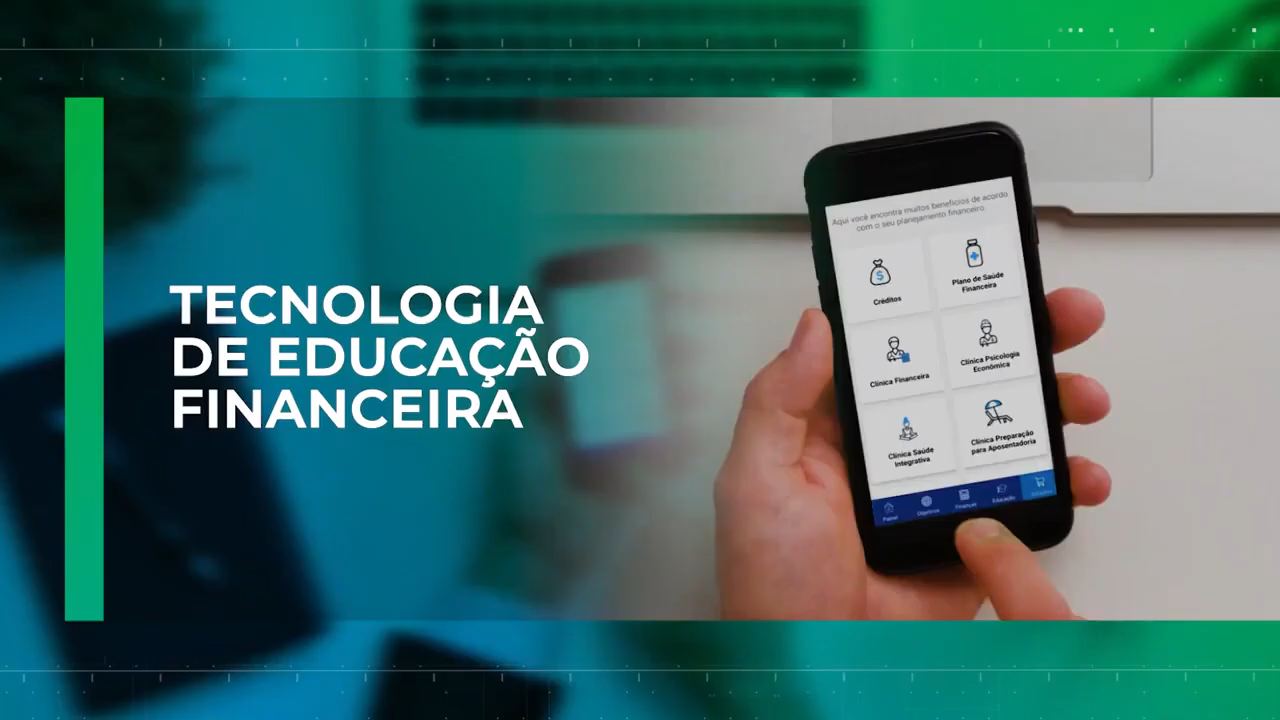 TECNOLOGIA
DE EDUCAÇÃO
FINANCEIRA
Aqui você encontra muitos benefícios de acordo
com o seu planejamento financeiro.
Créditos
Plano de Saúde
Financeira
Clínica Financeira
Clínica Psicologia
Econômica
Clínica Saúde
Integrativa
Clínica Preparação
para Aposentadoria
Painel
Objetivos
Finanças
Educação